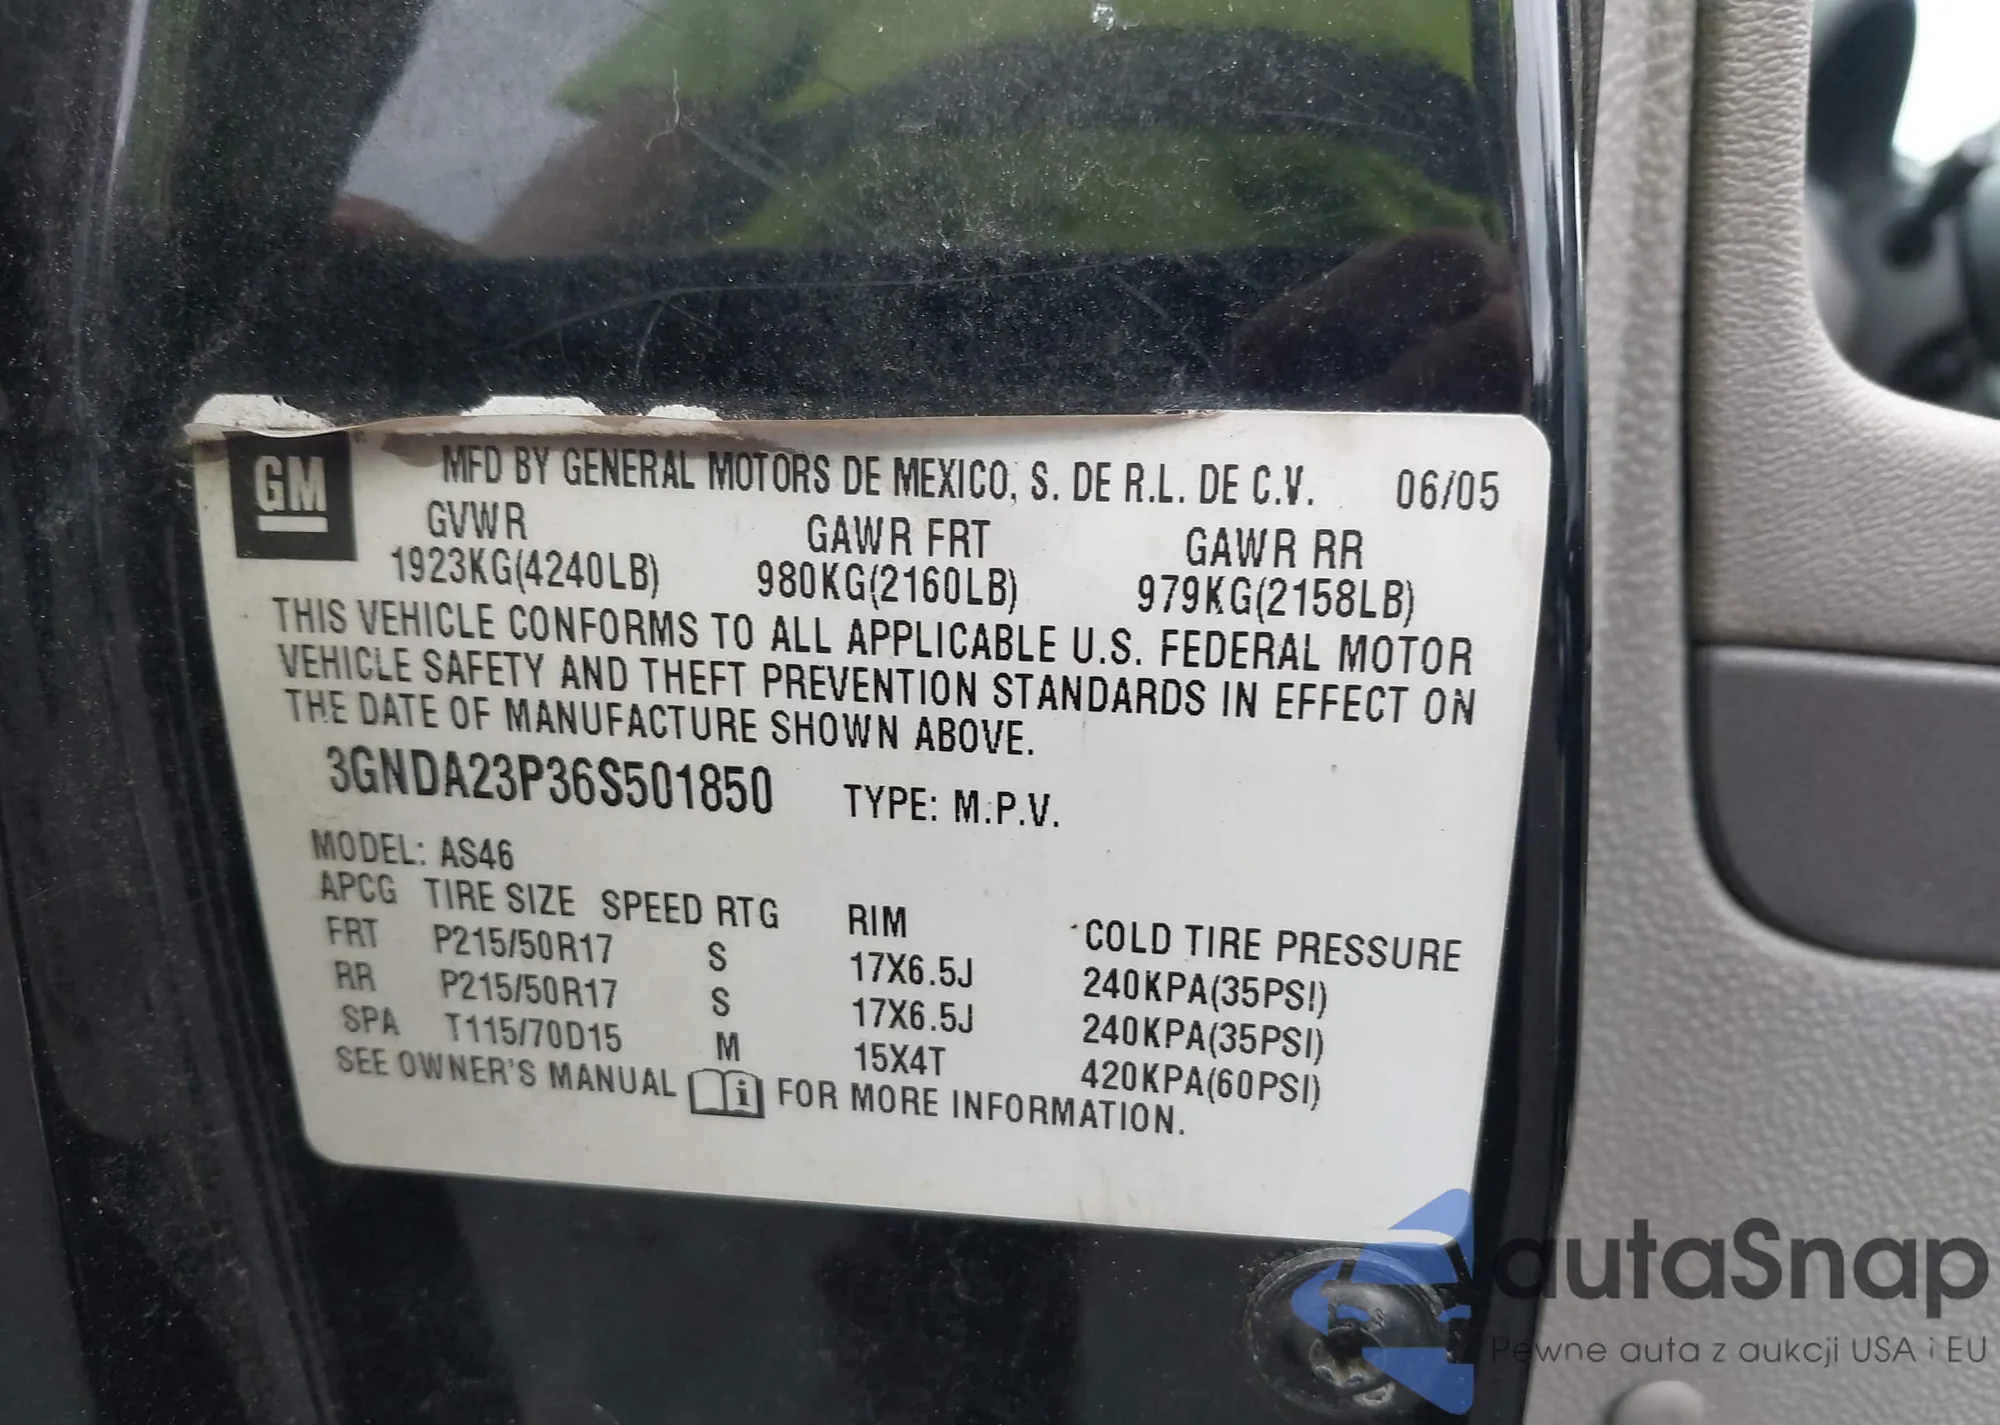 GM
MFD BY GENERAL MOTORS DE MEXICO, S. DE R.L. DE C.V. 06/05
GVWR GAWR FRT GAWR RR
1923KG(4240LB) 980KG(2160LB) 979KG(2158LB)
THIS VEHICLE CONFORMS TO ALL APPLICABLE U.S. FEDERAL MOTOR
VEHICLE SAFETY AND THEFT PREVENTION STANDARDS IN EFFECT ON
THE DATE OF MANUFACTURE SHOWN ABOVE.
3GNDA23P36S501850 TYPE: M.P.V.
MODEL: AS46
APCG TIRE SIZE SPEED RTG RIM COLD TIRE PRESSURE
FRT P215/50R17 S 17X6.5J 240KPA(35PSI)
RR P215/50R17 S 17X6.5J 240KPA(35PSI)
SPA T115/70D15 M 15X4T 420KPA(60PSI)
SEE OWNER'S MANUAL i FOR MORE INFORMATION.
autaSnap
Pewne auta z aukcji USA i EU